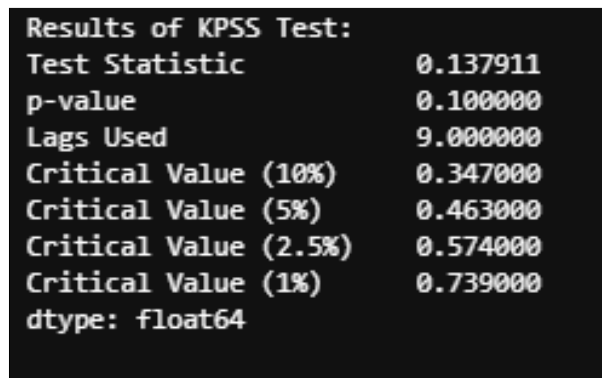 Results of KPSS Test:
Test Statistic 0.137911
p-value 0.100000
Lags Used 9.000000
Critical Value (10%) 0.347000
Critical Value (5%) 0.463000
Critical Value (2.5%) 0.574000
Critical Value (1%) 0.739000
dtype: float64